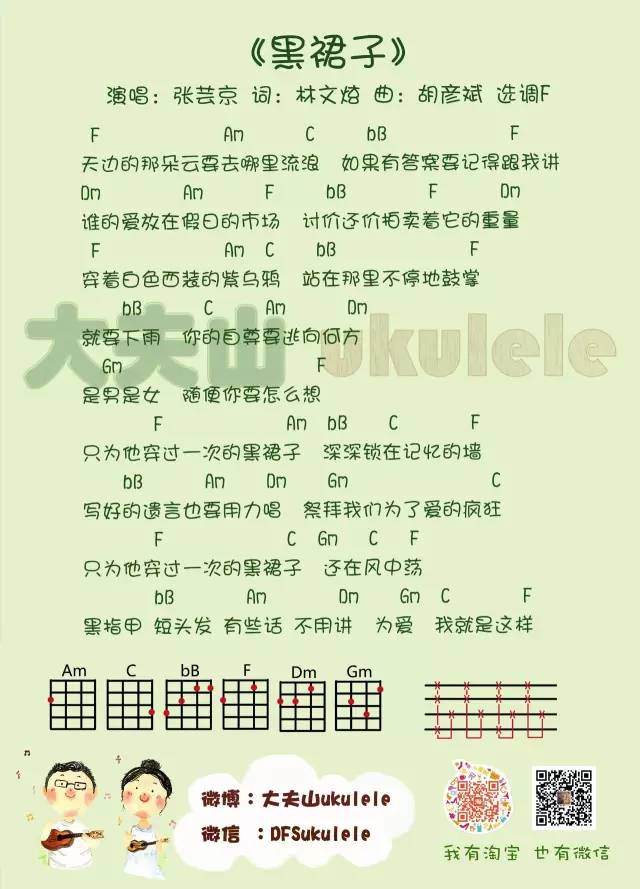 《黑裙子》
演唱：张芸京 词：林文炫 曲：胡彦斌 选调F
F Am C bB F
天边的那朵云要去哪里流浪 如果有答案要记得跟我讲
Dm Am F bB F Dm
谁的爱放在假日的市场 讨价还价拍卖着它的重量
F Am C bB F
穿着白色西装的紫乌鸦 站在那里不停地鼓掌
bB C Am Dm
就要下雨 你的自尊要逃向何方
大夫山 ukulele
Gm F
是男是女 随便你要怎么想
F Am bB C F
只为他穿过一次的黑裙子 深深锁在记忆的墙
bB Am Dm Gm C
写好的遗言也要用力唱 祭拜我们为了爱的疯狂
F C Gm C F
只为他穿过一次的黑裙子 还在风中荡
bB Am Dm Gm C F
黑指甲 短头发 有些话 不用讲 为爱 我就是这样
Am C bB F Dm Gm
微博：大夫山ukulele
微信：DFSukulele
我有淘宝 也有微信